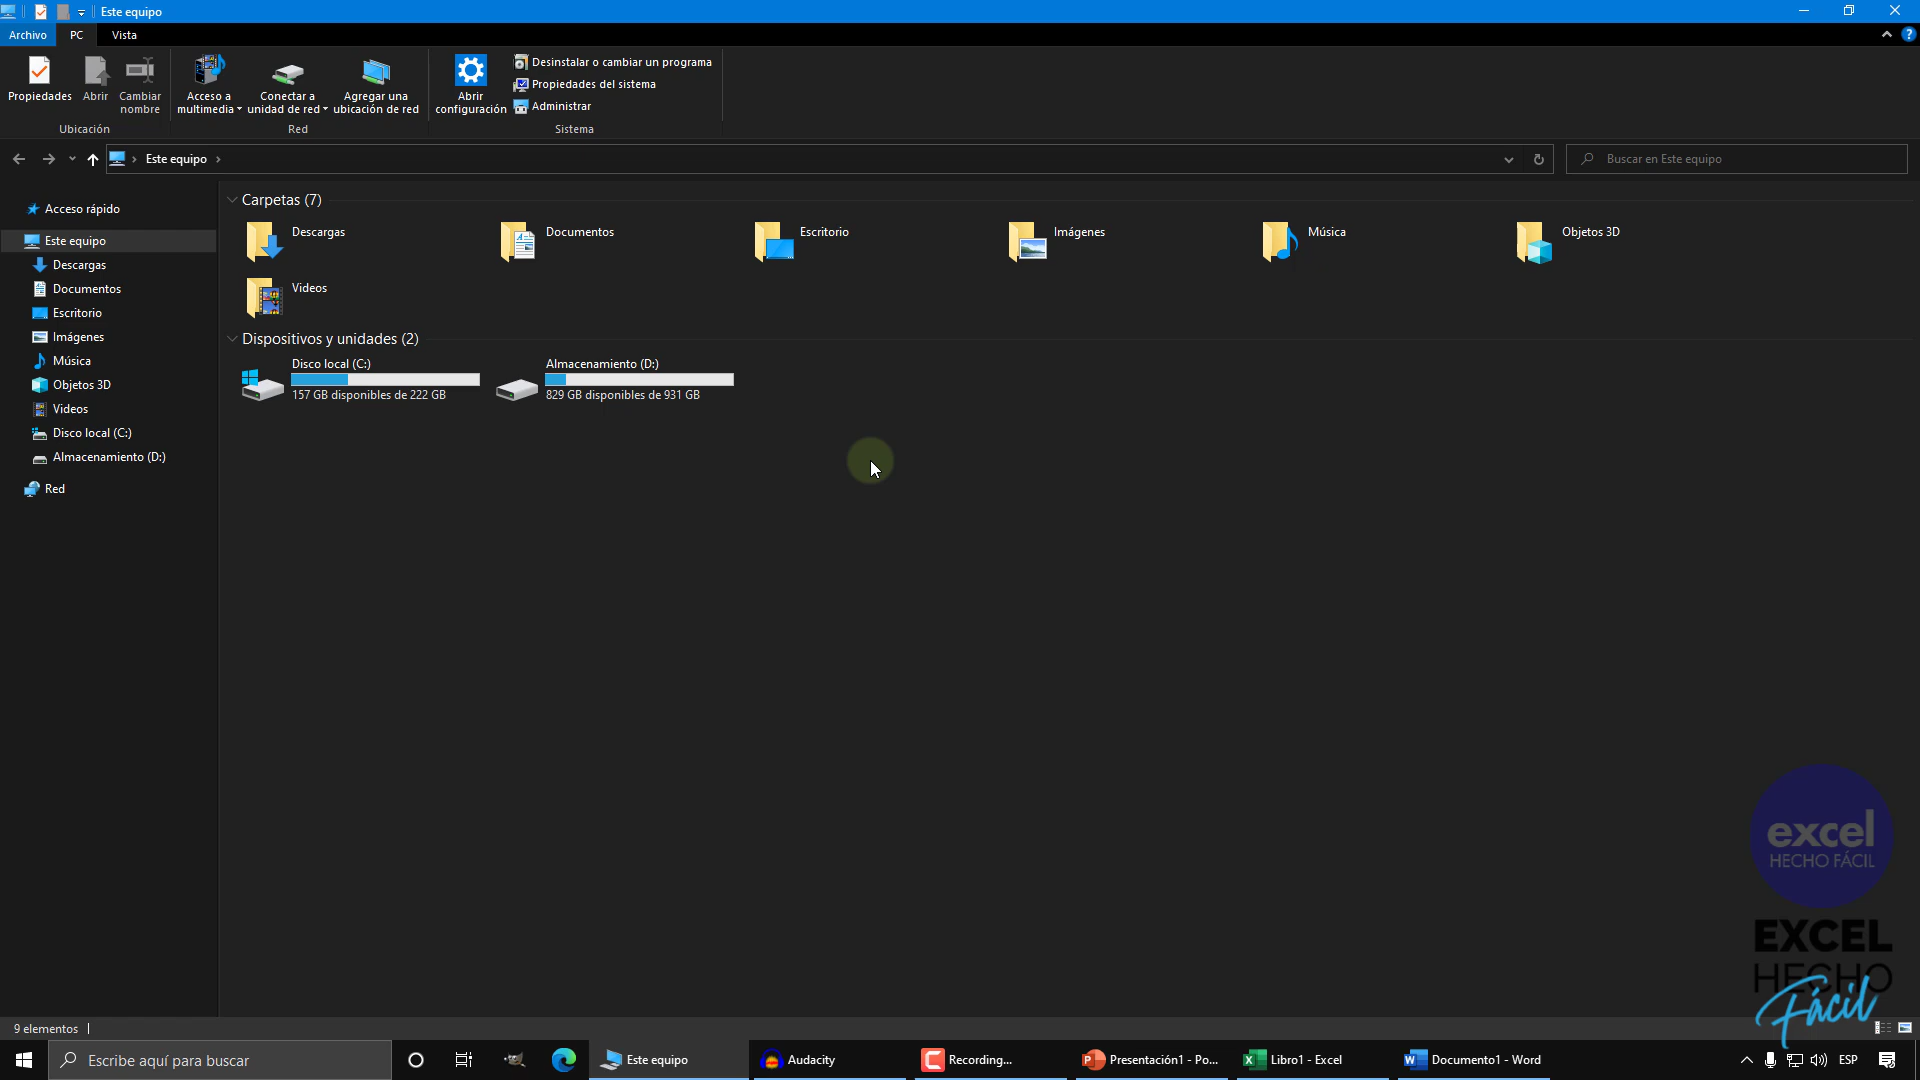 Este equipo
Archivo
PC
Vista
Propiedades
Abrir
Cambiar
nombre
Acceso a
multimedia
Conectar a
unidad de red
Agregar una
ubicación de red
Abrir
configuración
Desinstalar o cambiar un programa
Propiedades del sistema
Administrar
Ubicación
Red
Sistema
Este equipo
Buscar en Este equipo
Acceso rápido
Este equipo
Descargas
Documentos
Escritorio
Imágenes
Música
Objetos 3D
Videos
Disco local (C:)
Almacenamiento (D:)
Red
Carpetas (7)
Descargas
Documentos
Escritorio
Imágenes
Música
Objetos 3D
Videos
Dispositivos y unidades (2)
Disco local (C:)
157 GB disponibles de 222 GB
Almacenamiento (D:)
829 GB disponibles de 931 GB
excel
HECHO FÁCIL
EXCEL
HECHO
Fácil
9 elementos
Escribe aquí para buscar
Este equipo
Audacity
Recording...
Presentación1 - Po...
Libro1 - Excel
Documento1 - Word
ESP